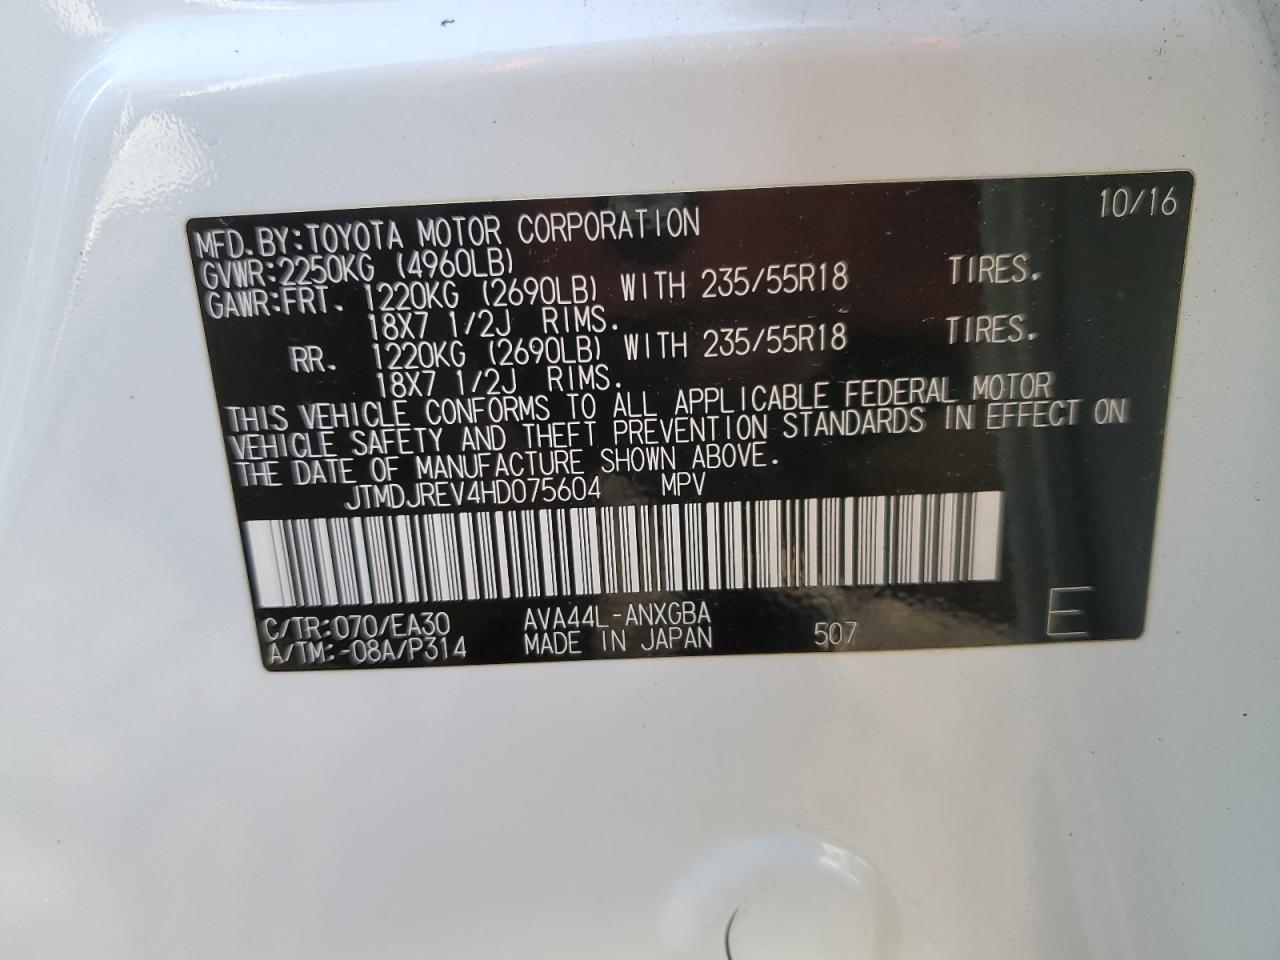 10/16
MFD.BY:TOYOTA MOTOR CORPORATION
GVWR:2250KG (4960LB)
GAWR:FRT. 1220KG (2690LB) WITH 235/55R18 TIRES.
18X7 1/2J RIMS.
RR. 1220KG (2690LB) WITH 235/55R18 TIRES.
18X7 1/2J RIMS.
THIS VEHICLE CONFORMS TO ALL APPLICABLE FEDERAL MOTOR
VEHICLE SAFETY AND THEFT PREVENTION STANDARDS IN EFFECT ON
THE DATE OF MANUFACTURE SHOWN ABOVE.
JTMDJREV4HD075604 MPV
C/TR:070/EA30 AVA44L-ANXGBA
A/TM:-08A/P314 MADE IN JAPAN 507 E